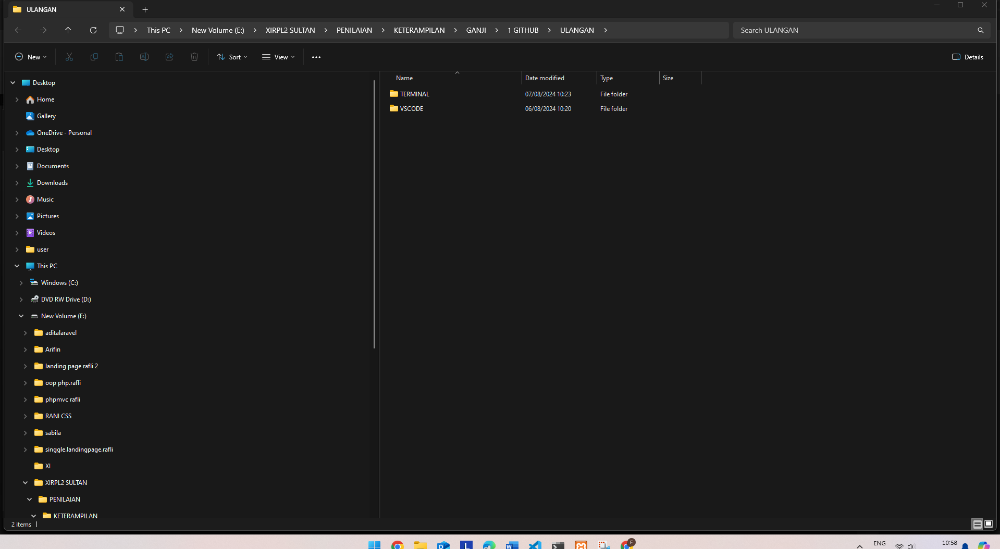 ULANGAN
This PC > New Volume (E:) > XIRPL2 SULTAN > PENILAIAN > KETERAMPILAN > GANJI > 1 GITHUB > ULANGAN >
Search ULANGAN
New
Sort
View
Details
Desktop
Home
Gallery
OneDrive - Personal
Desktop
Documents
Downloads
Music
Pictures
Videos
user
This PC
Windows (C:)
DVD RW Drive (D:)
New Volume (E:)
aditalaravel
Arifin
landing page rafli 2
oop php.rafli
phpmvc rafli
RANI CSS
sabila
singgle.landingpage.rafli
XI
XIRPL2 SULTAN
PENILAIAN
KETERAMPILAN
Name Date modified Type Size
TERMINAL 07/08/2024 10:23 File folder
VSCODE 06/08/2024 10:20 File folder
2 items
F
ENG
10:58